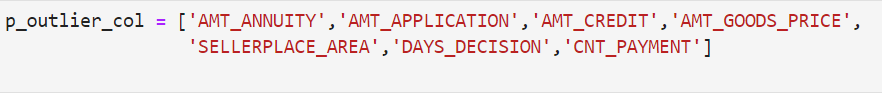 p_outlier_col = ['AMT_ANNUITY','AMT_APPLICATION','AMT_CREDIT','AMT_GOODS_PRICE',
'SELLERPLACE_AREA','DAYS_DECISION','CNT_PAYMENT']